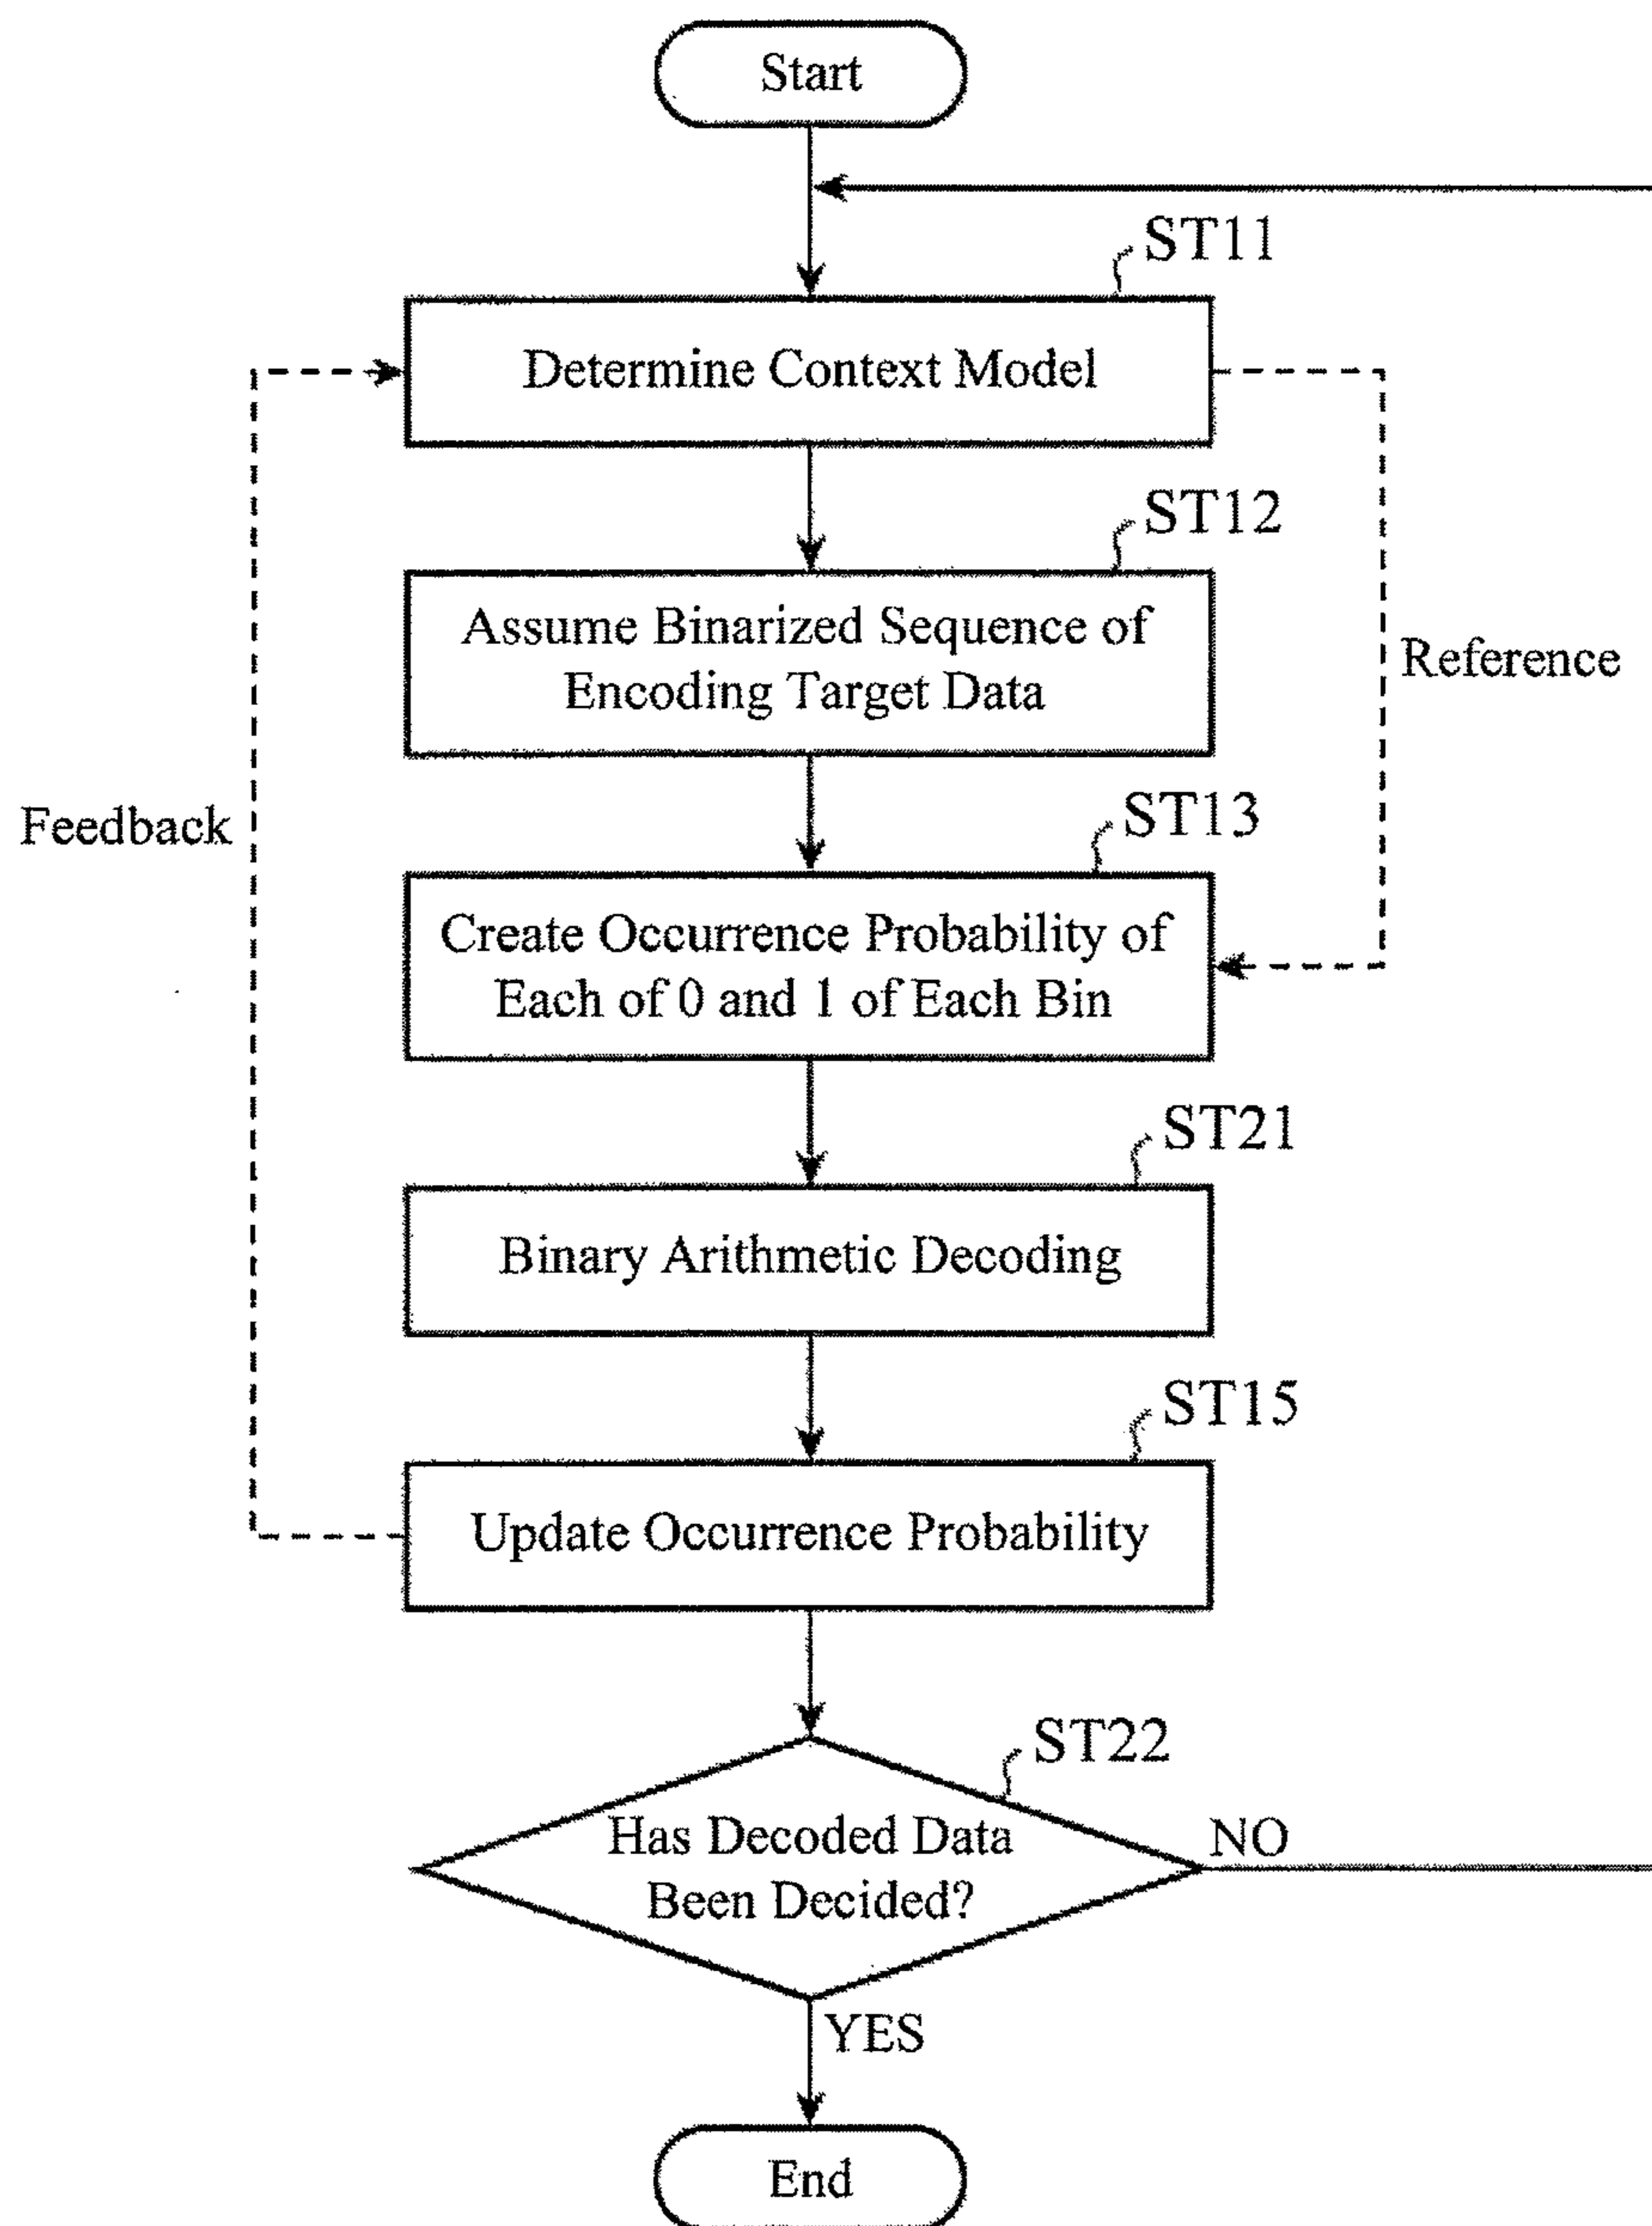 Start
ST11
Determine Context Model
ST12
Assume Binarized Sequence of
Encoding Target Data
Reference
Feedback
ST13
Create Occurrence Probability of
Each of 0 and 1 of Each Bin
ST21
Binary Arithmetic Decoding
ST15
Update Occurrence Probability
ST22
Has Decoded Data
Been Decided?
NO
YES
End